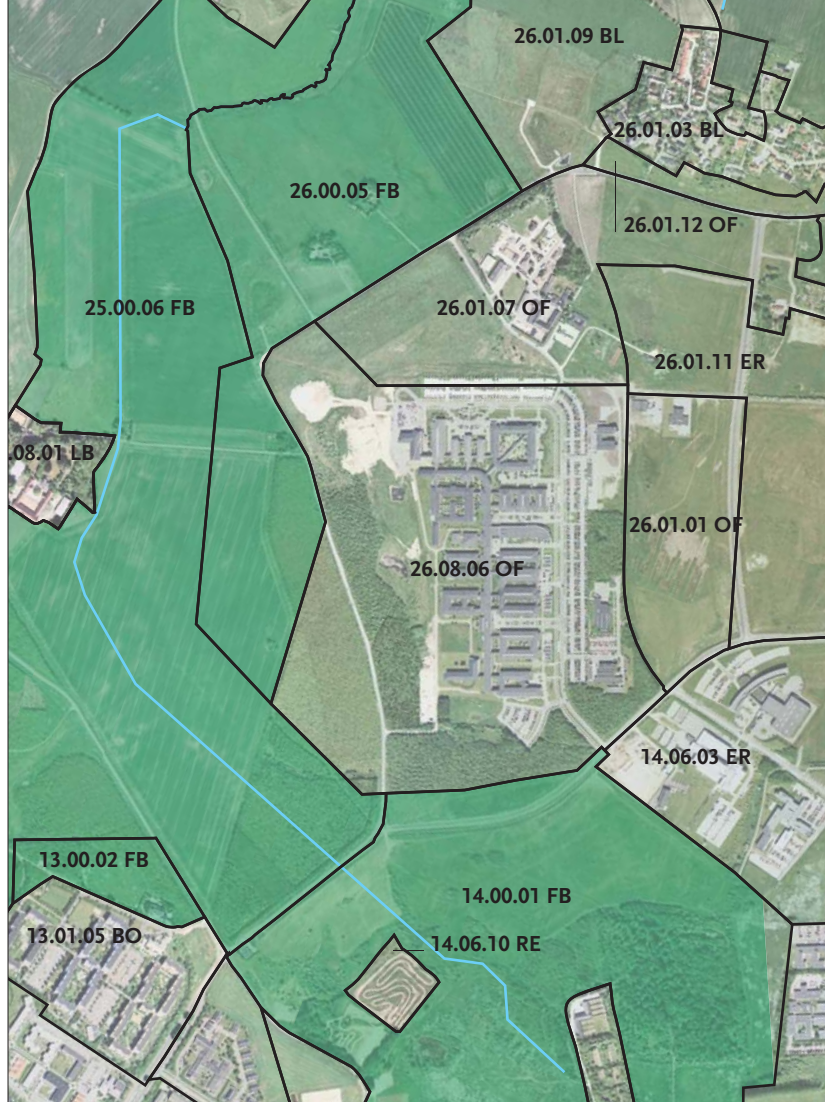 26.01.09 BL
26.01.03 BL
26.00.05 FB
26.01.12 OF
25.00.06 FB
26.01.07 OF
26.01.11 ER
.08.01 LB
26.01.01 OF
26.08.06 OF
14.06.03 ER
13.00.02 FB
14.00.01 FB
13.01.05 BO
14.06.10 RE